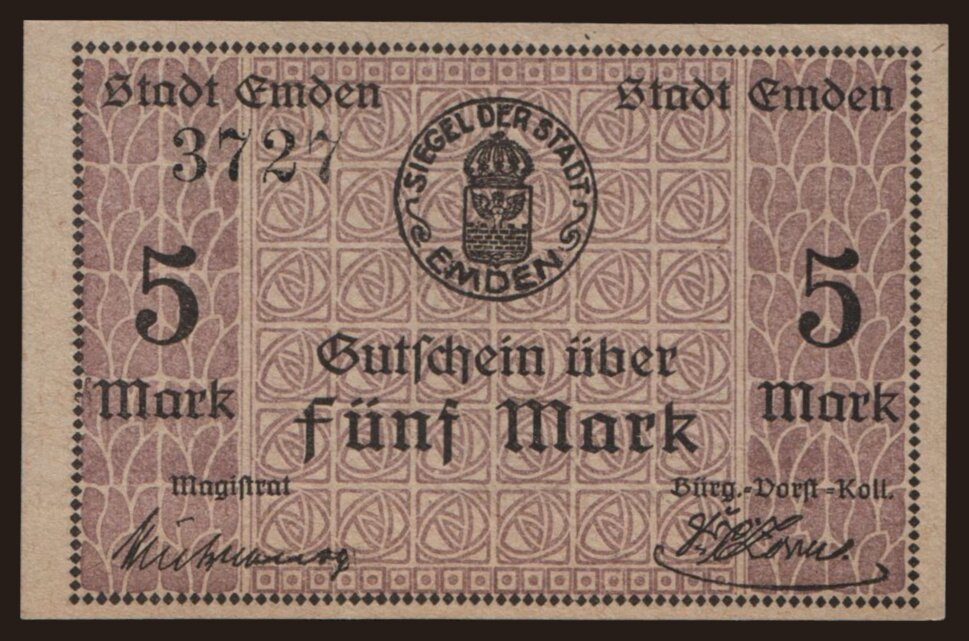 Stadt Emden
Stadt Emden
3727
SIEGEL DER STADT
EMDEN
5
5
Gutschein über
Mark
Mark
fünf Mark
Magistrat
Bürg.-Vorst-Koll.